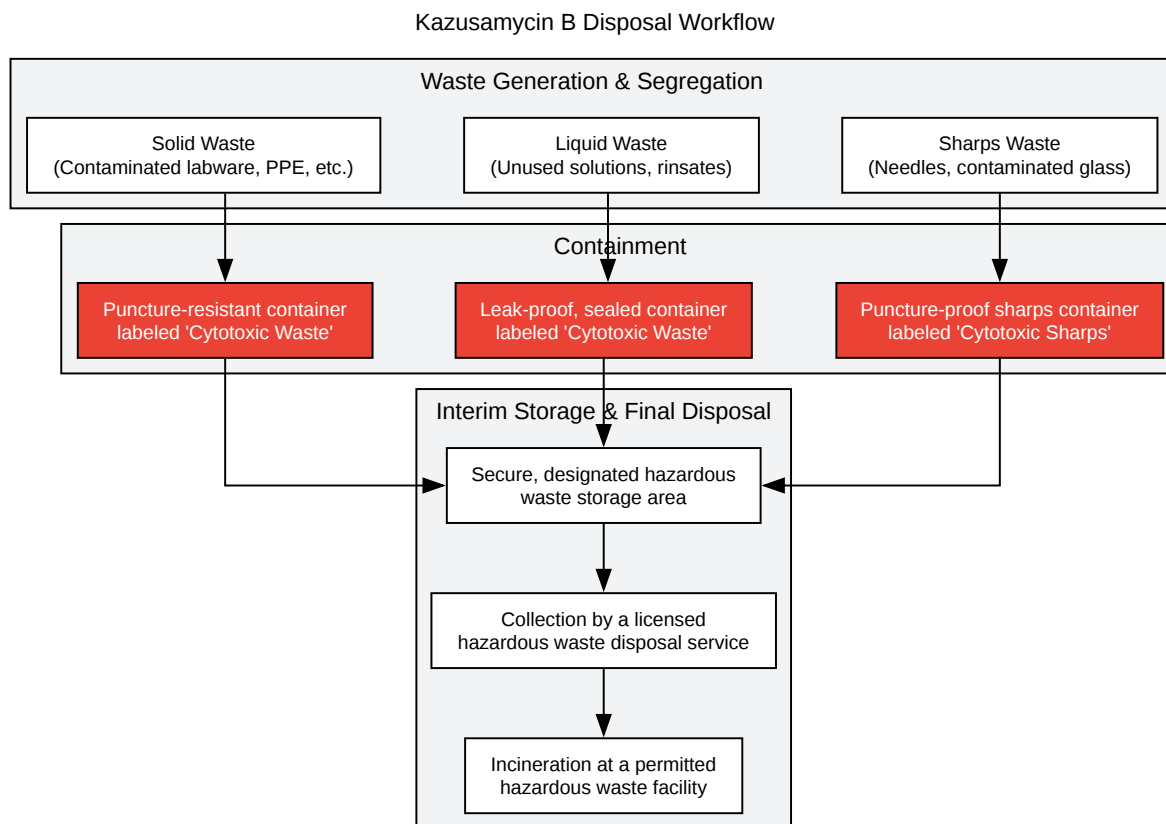 Kazusamycin B Disposal Workflow
Waste Generation & Segregation
Solid Waste
(Contaminated labware, PPE, etc.)
Liquid Waste
(Unused solutions, rinsates)
Sharps Waste
(Needles, contaminated glass)
Containment
Puncture-resistant container
labeled 'Cytotoxic Waste'
Leak-proof, sealed container
labeled 'Cytotoxic Waste'
Puncture-proof sharps container
labeled 'Cytotoxic Sharps'
Interim Storage & Final Disposal
Secure, designated hazardous
waste storage area
Collection by a licensed
hazardous waste disposal service
Incineration at a permitted
hazardous waste facility